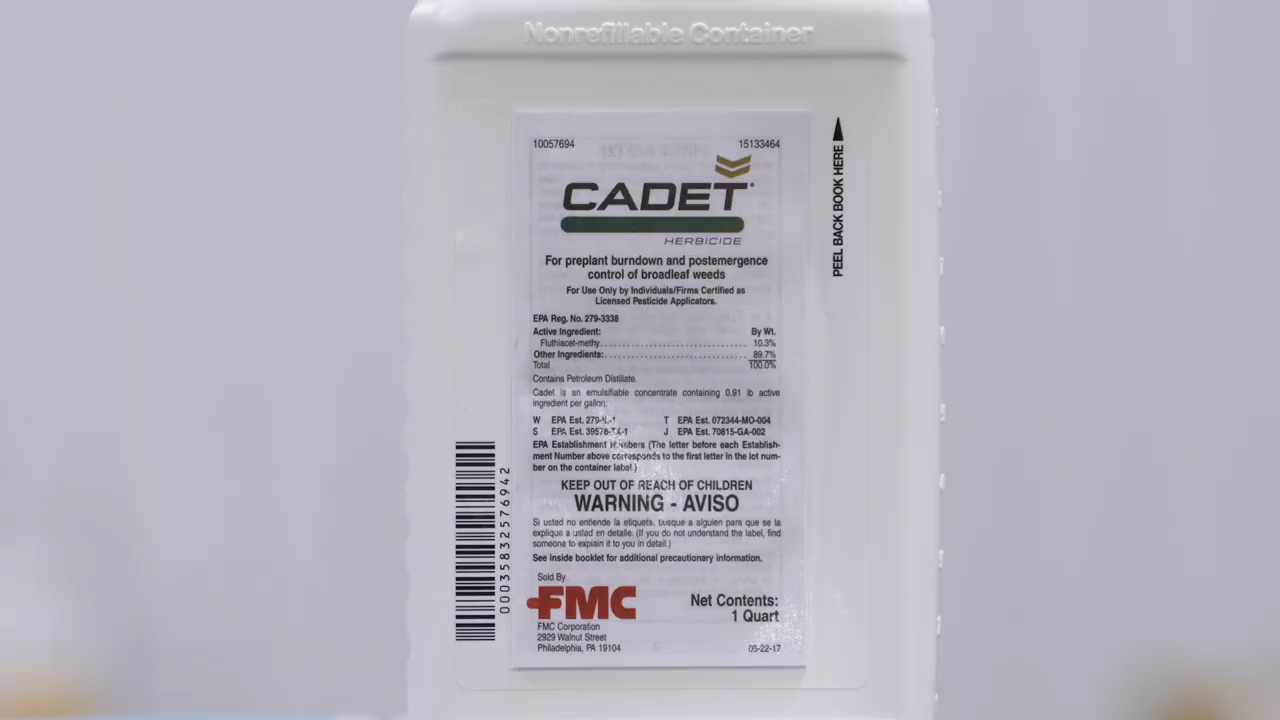 Nonrefillable Container
10057694 15133464
CADET
HERBICIDE
For preplant burndown and postemergence
control of broadleaf weeds
For Use Only by Individuals/Firms Certified as
Licensed Pesticide Applicators.
EPA Reg. No. 279-3338
Active Ingredient: By Wt.
Fluthiacet-methy.................................. 10.3%
Other Ingredients:................................. 89.7%
Total 100.0%
Contains Petroleum Distillate.
Cadet is an emulsifiable concentrate containing 0.91 lb active
ingredient per gallon.
W EPA Est. 279-IL-1 T EPA Est. 072344-MO-004
S EPA Est. 39578-TX-1 J EPA Est. 70815-GA-002
EPA Establishment Numbers (The letter before each Establish-
ment Number above corresponds to the first letter in the lot num-
ber on the container label.)
KEEP OUT OF REACH OF CHILDREN
WARNING - AVISO
Si usted no entiende la etiqueta, busque a alguien para que se la
explique a usted en detalle. (If you do not understand the label, find
someone to explain it to you in detail.)
See inside booklet for additional precautionary information.
Sold By
FMC
FMC Corporation
2929 Walnut Street
Philadelphia, PA 19104
Net Contents:
1 Quart
06-22-17
PEEL BACK BOOK HERE
00035832576942